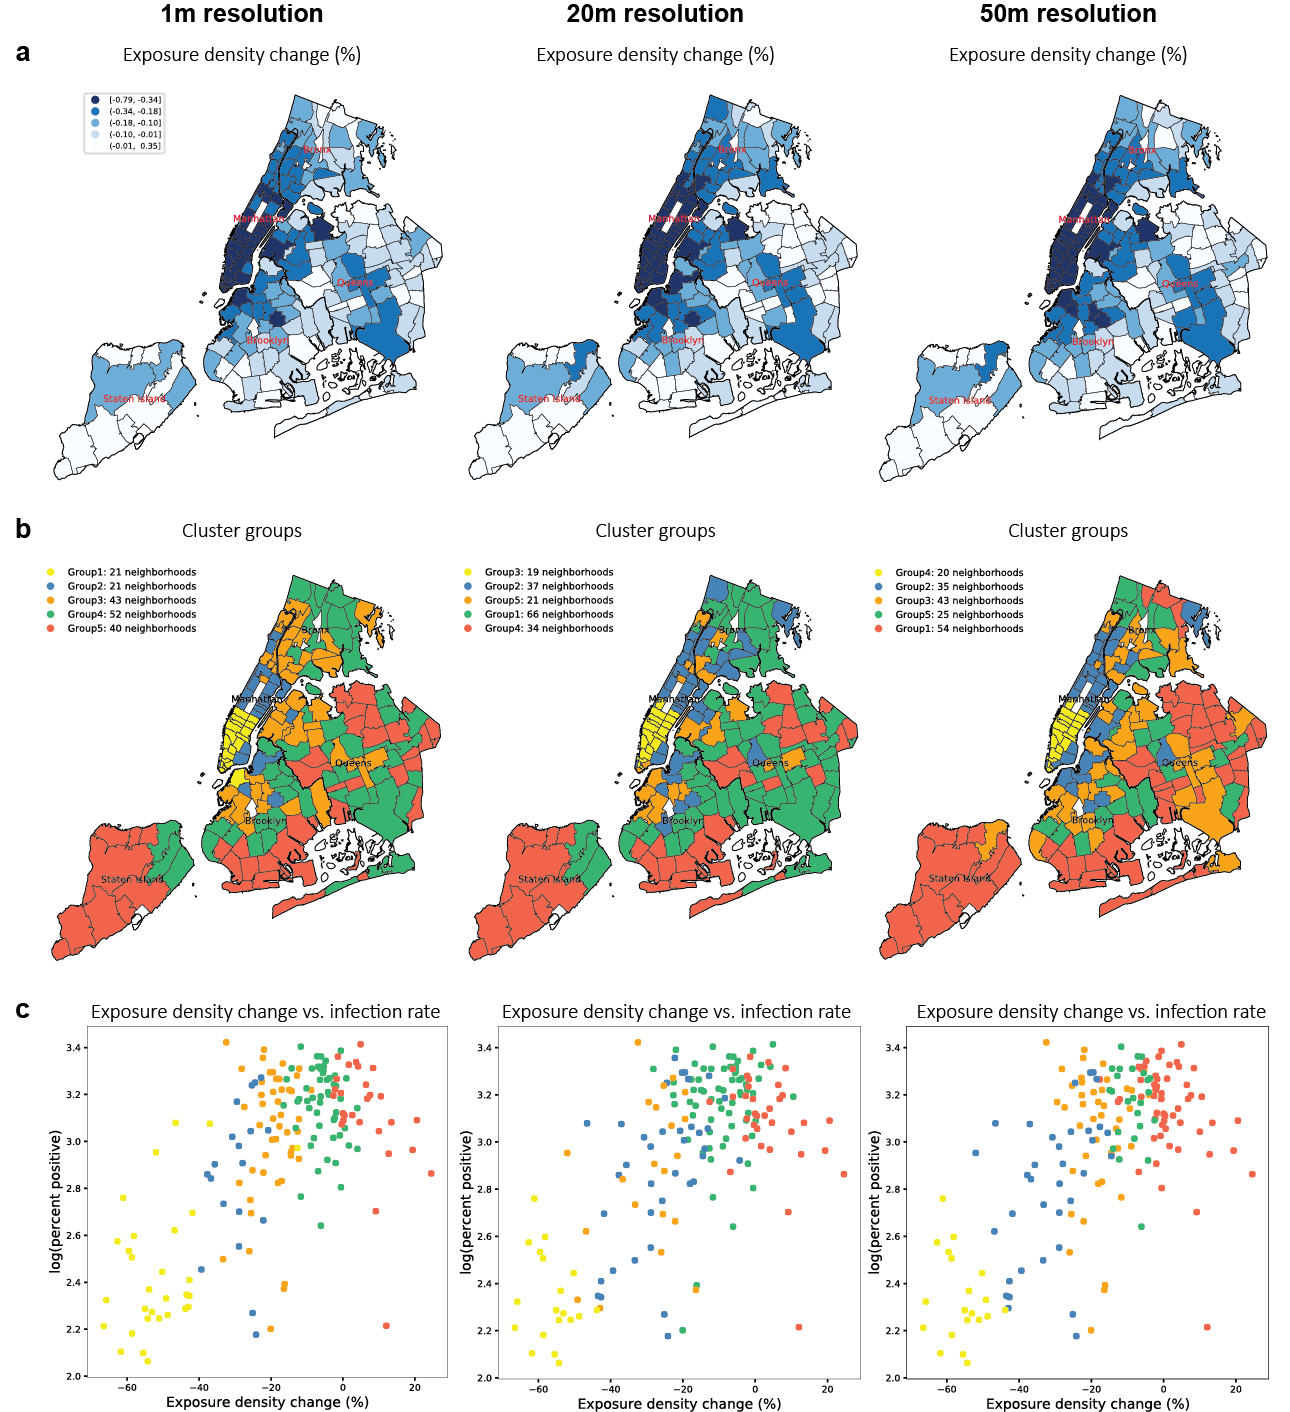 1m resolution
20m resolution
50m resolution
a
Exposure density change (%)
Exposure density change (%)
Exposure density change (%)
[-0.79, -0.34]
(-0.34, -0.18]
(-0.18, -0.10]
(-0.10, -0.01]
(-0.01, 0.35]
Bronx
Manhattan
Queens
Brooklyn
Staten Island
Bronx
Manhattan
Queens
Brooklyn
Staten Island
Bronx
Manhattan
Queens
Brooklyn
Staten Island
b
Cluster groups
Cluster groups
Cluster groups
Group1: 21 neighborhoods
Group2: 21 neighborhoods
Group3: 43 neighborhoods
Group4: 52 neighborhoods
Group5: 40 neighborhoods
Bronx
Manhattan
Queens
Brooklyn
Staten Island
Group3: 19 neighborhoods
Group2: 37 neighborhoods
Group5: 21 neighborhoods
Group1: 66 neighborhoods
Group4: 34 neighborhoods
Bronx
Manhattan
Queens
Brooklyn
Staten Island
Group4: 20 neighborhoods
Group2: 35 neighborhoods
Group3: 43 neighborhoods
Group5: 25 neighborhoods
Group1: 54 neighborhoods
Bronx
Manhattan
Queens
Brooklyn
Staten Island
c
Exposure density change vs. infection rate
Exposure density change vs. infection rate
Exposure density change vs. infection rate
log(percent positive)
3.4
3.2
3.0
2.8
2.6
2.4
2.2
2.0
−60
−40
−20
0
20
Exposure density change (%)
log(percent positive)
3.4
3.2
3.0
2.8
2.6
2.4
2.2
2.0
−60
−40
−20
0
20
Exposure density change (%)
log(percent positive)
3.4
3.2
3.0
2.8
2.6
2.4
2.2
2.0
−60
−40
−20
0
20
Exposure density change (%)